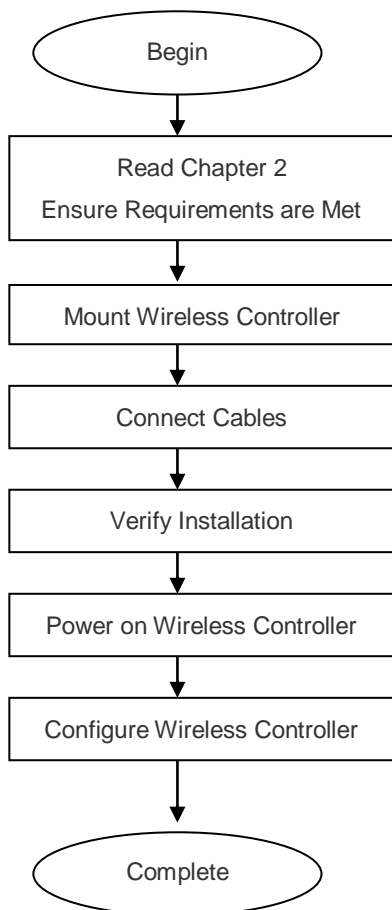 Begin
Read Chapter 2
Ensure Requirements are Met
Mount Wireless Controller
Connect Cables
Verify Installation
Power on Wireless Controller
Configure Wireless Controller
Complete